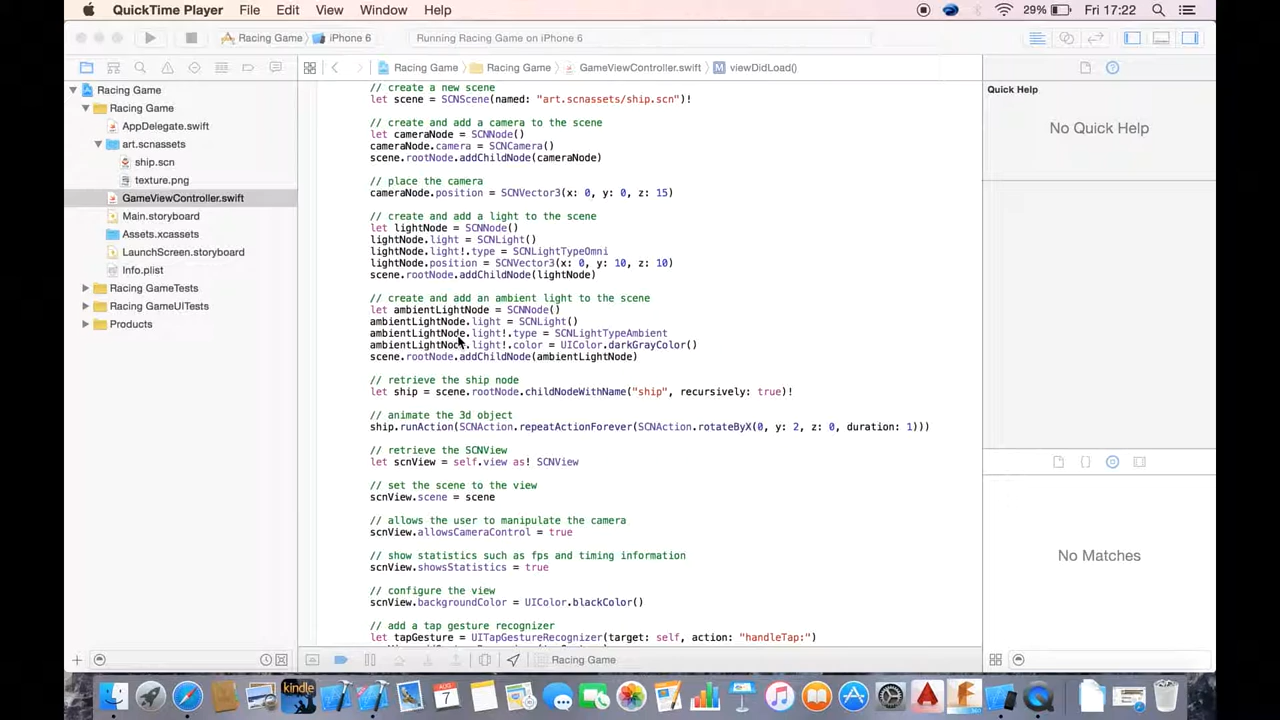 QuickTime Player File Edit View Window Help 29% Fri 17:22
Racing Game iPhone 6 Running Racing Game on iPhone 6
Racing Game Racing Game GameViewController.swift M viewDidLoad()
Racing Game
Racing Game
AppDelegate.swift
art.scnassets
ship.scn
texture.png
GameViewController.swift
Main.storyboard
Assets.xcassets
LaunchScreen.storyboard
Info.plist
Racing GameTests
Racing GameUITests
Products
// create a new scene
let scene = SCNScene(named: "art.scnassets/ship.scn")!
// create and add a camera to the scene
let cameraNode = SCNNode()
cameraNode.camera = SCNCamera()
scene.rootNode.addChildNode(cameraNode)
// place the camera
cameraNode.position = SCNVector3(x: 0, y: 0, z: 15)
// create and add a light to the scene
let lightNode = SCNNode()
lightNode.light = SCNLight()
lightNode.light!.type = SCNLightTypeOmni
lightNode.position = SCNVector3(x: 0, y: 10, z: 10)
scene.rootNode.addChildNode(lightNode)
// create and add an ambient light to the scene
let ambientLightNode = SCNNode()
ambientLightNode.light = SCNLight()
ambientLightNode.light!.type = SCNLightTypeAmbient
ambientLightNode.light!.color = UIColor.darkGrayColor()
scene.rootNode.addChildNode(ambientLightNode)
// retrieve the ship node
let ship = scene.rootNode.childNodeWithName("ship", recursively: true)!
// animate the 3d object
ship.runAction(SCNAction.repeatActionForever(SCNAction.rotateByX(0, y: 2, z: 0, duration: 1)))
// retrieve the SCNView
let scnView = self.view as! SCNView
// set the scene to the view
scnView.scene = scene
// allows the user to manipulate the camera
scnView.allowsCameraControl = true
// show statistics such as fps and timing information
scnView.showsStatistics = true
// configure the view
scnView.backgroundColor = UIColor.blackColor()
// add a tap gesture recognizer
let tapGesture = UITapGestureRecognizer(target: self, action: "handleTap:")
Racing Game
Quick Help
No Quick Help
{ }
No Matches
kindle
AUG
7